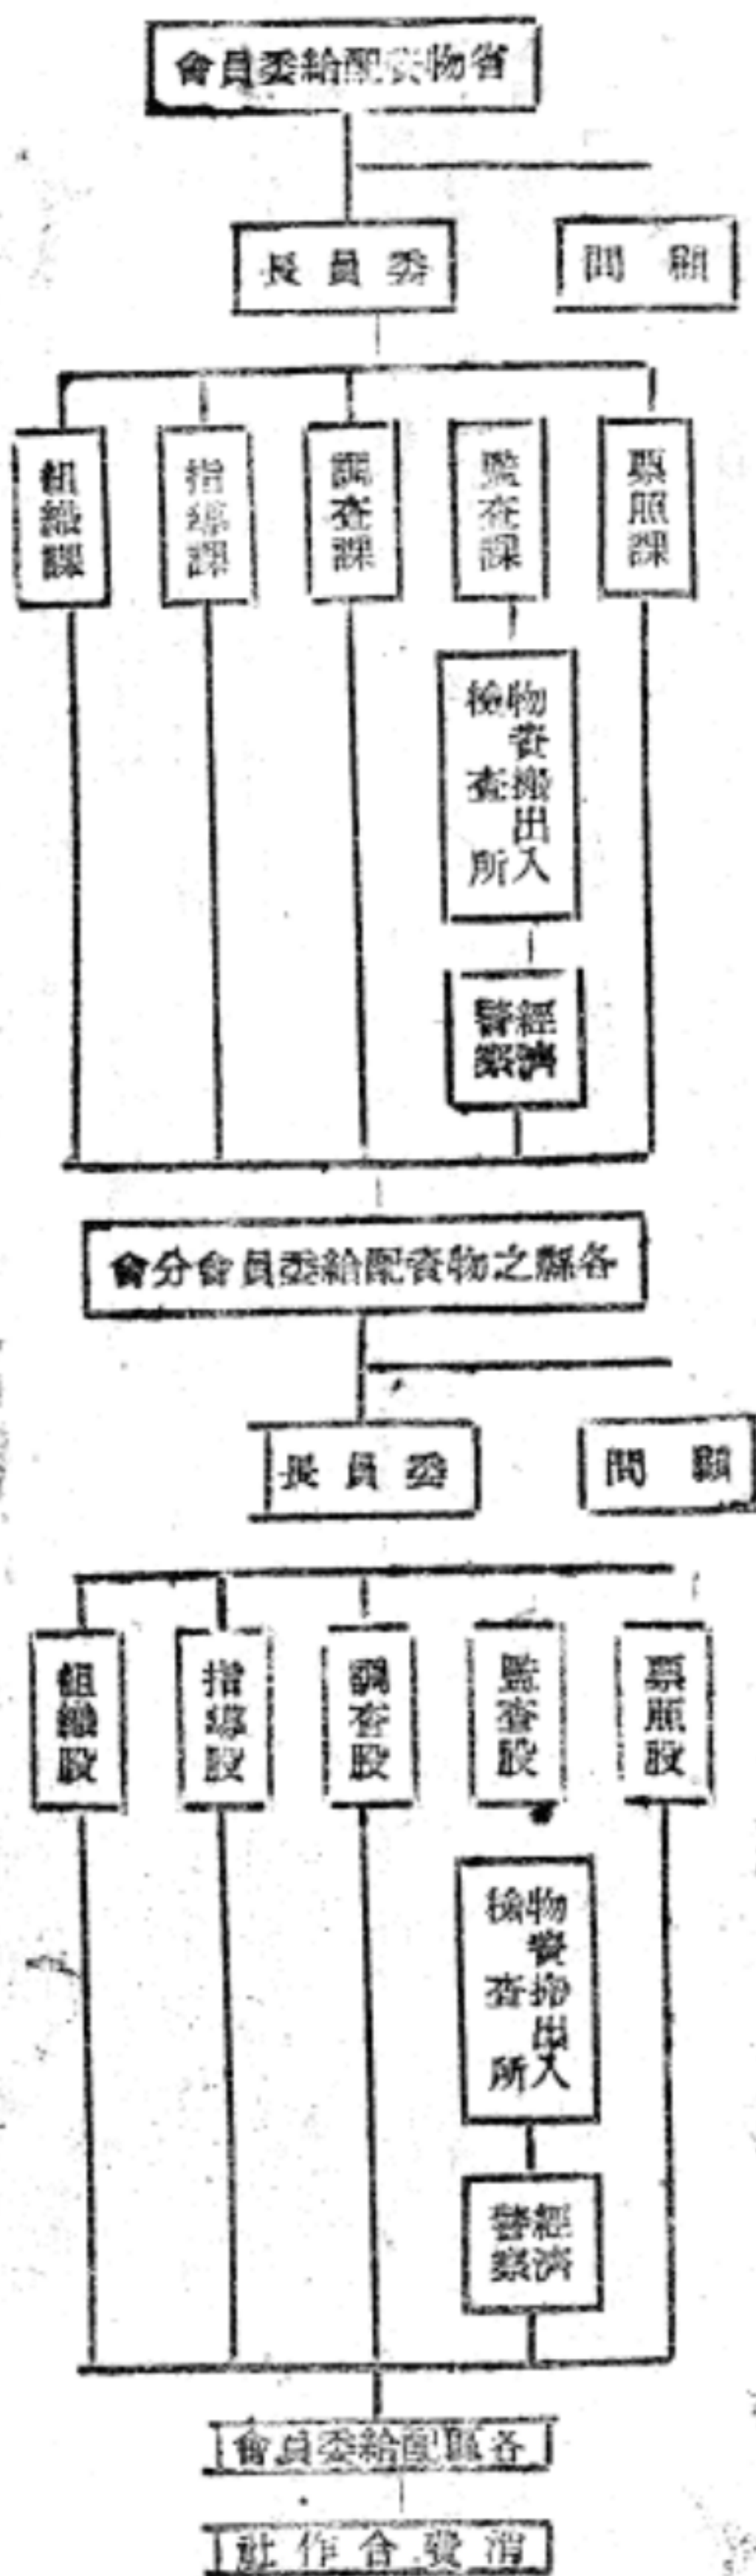 省物資配給委員會
委員長
顧問
票照課
監查課
調查課
指導課
組織課
物資搬出入
檢查所
經濟
警察
各縣之物資配給委員會分會
委員長
顧問
票照股
監查股
調查股
指導股
組織股
物資搬出入
檢查所
經濟
警察
各區配給委員會
消費合作社